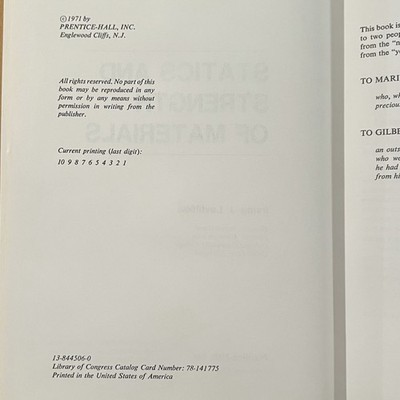 © 1971 by
PRENTICE-HALL, INC.
Englewood Cliffs, N.J.
All rights reserved. No part of this
book may be reproduced in any
form or by any means without
permission in writing from the
publisher.
Current printing (last digit):
10 9 8 7 6 5 4 3 2 1
13-844506-0
Library of Congress Catalog Card Number: 78-141775
Printed in the United States of America
This book is
to two peop
from the "n
from the "y
TO MARI
who, wh
precious
TO GILBE
an outs
who wo
he had
from hi